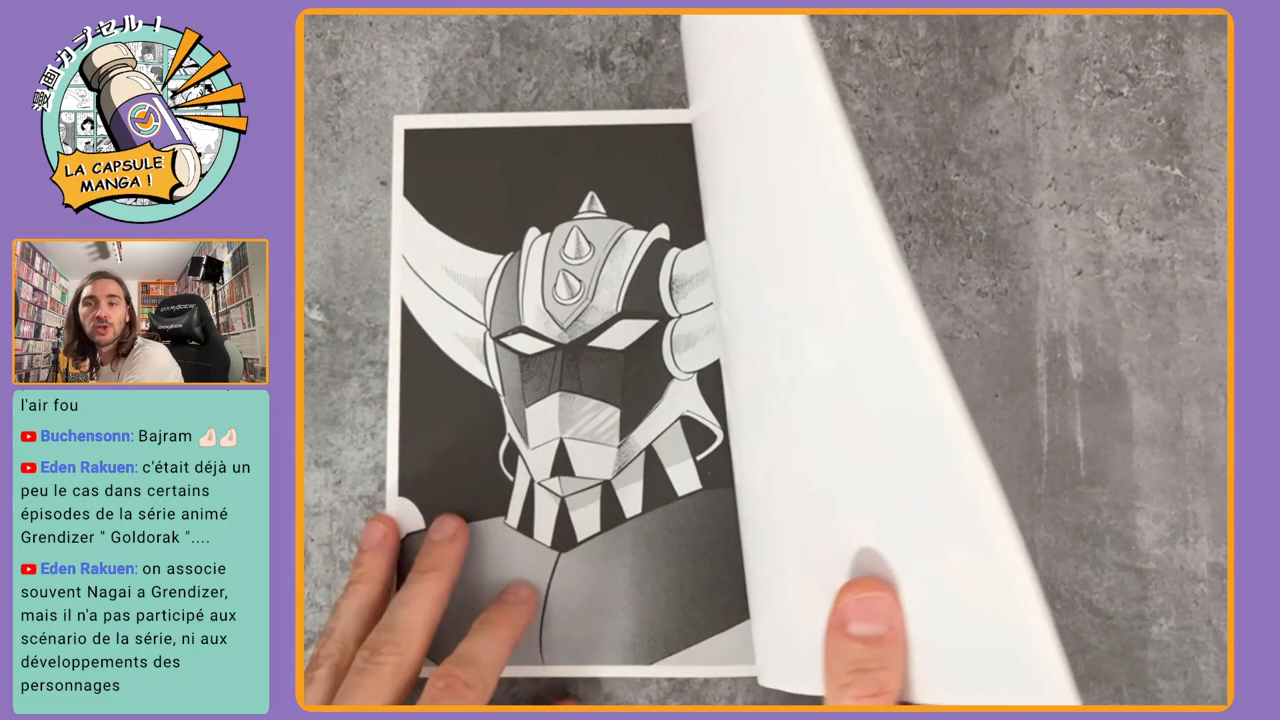 漫画カプセル！
LA CAPSULE
MANGA !
DXRACER
l'air fou
Buchensonn: Bajram 🤌🏻🤌🏻
Eden Rakuen: c'était déjà un
peu le cas dans certains
épisodes de la série animé
Grendizer " Goldorak "....
Eden Rakuen: on associe
souvent Nagai a Grendizer,
mais il n'a pas participé aux
scénario de la série, ni aux
développements des
personnages